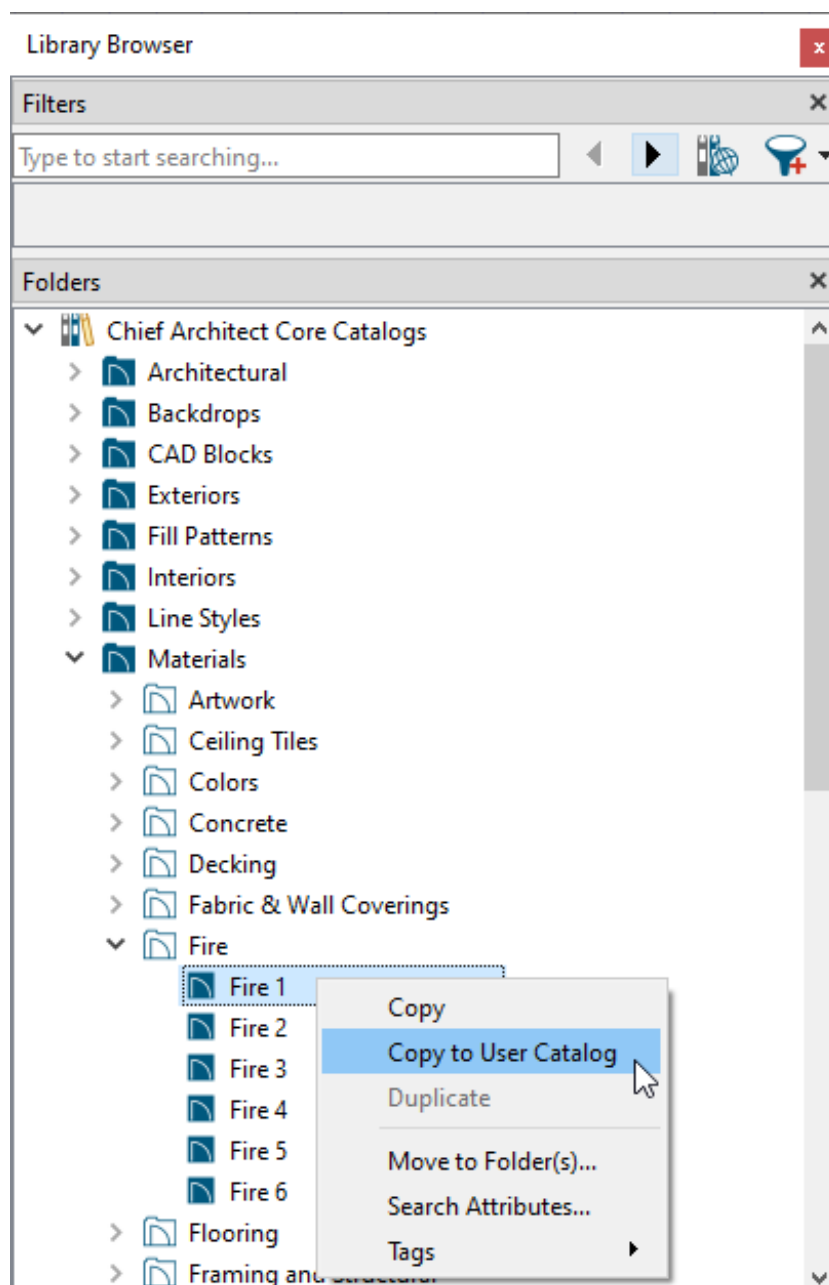 Library Browser
x
Filters
Type to start searching...
Folders
Chief Architect Core Catalogs
Architectural
Backdrops
CAD Blocks
Exteriors
Fill Patterns
Interiors
Line Styles
Materials
Artwork
Ceiling Tiles
Colors
Concrete
Decking
Fabric & Wall Coverings
Fire
Fire 1
Copy
Fire 2
Copy to User Catalog
Fire 3
Duplicate
Fire 4
Fire 5
Move to Folder(s)...
Fire 6
Search Attributes...
Flooring
Tags
Framing and Structural